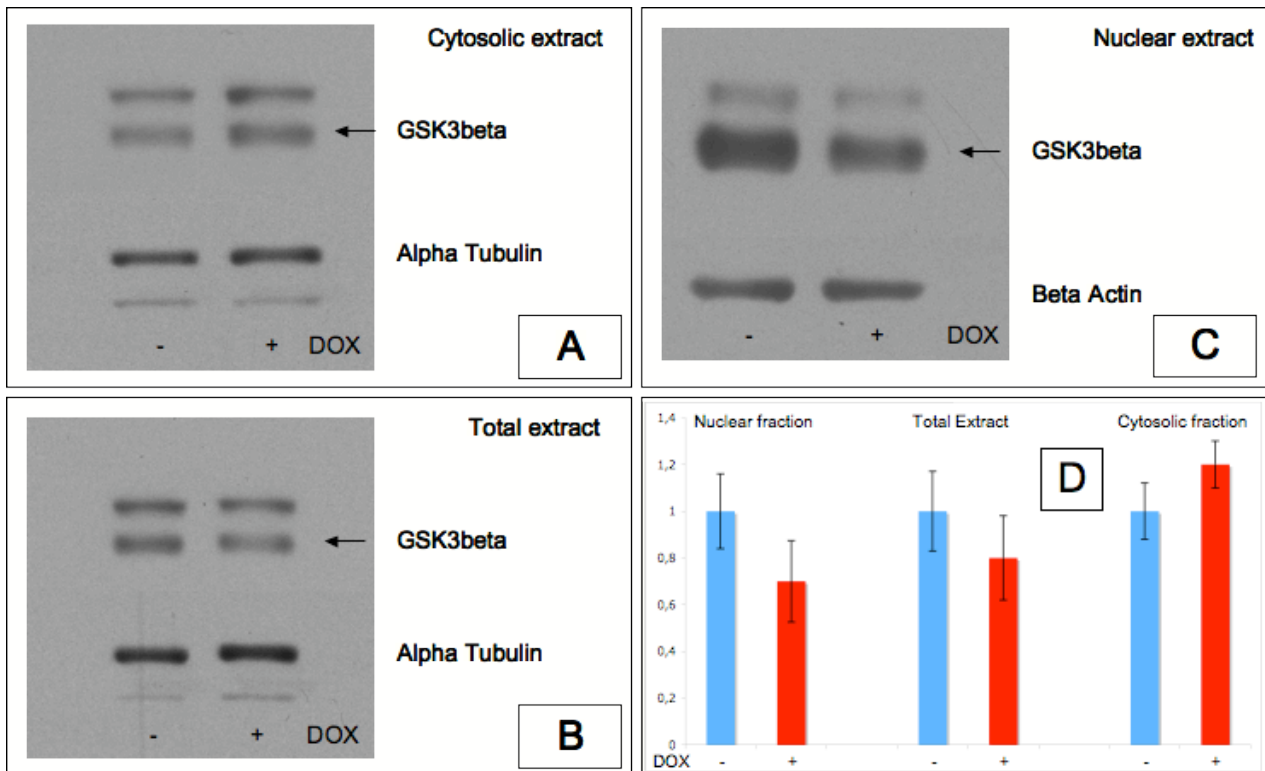 Cytosolic extract
GSK3beta
Alpha Tubulin
- + DOX
A
Nuclear extract
GSK3beta
Beta Actin
- + DOX
C
Total extract
GSK3beta
Alpha Tubulin
- + DOX
B
1,4
1,2
1
0,8
0,6
0,4
0,2
0
Nuclear fraction Total Extract Cytosolic fraction
D
DOX - + - + - +